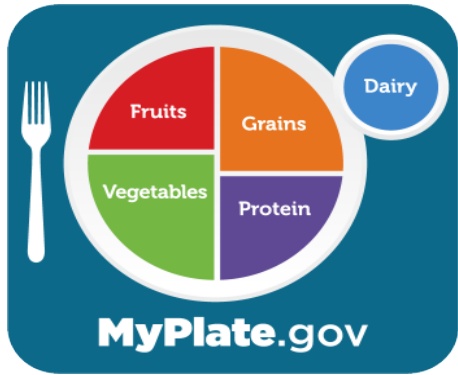 Fruits
Grains
Dairy
Vegetables
Protein
MyPlate.gov